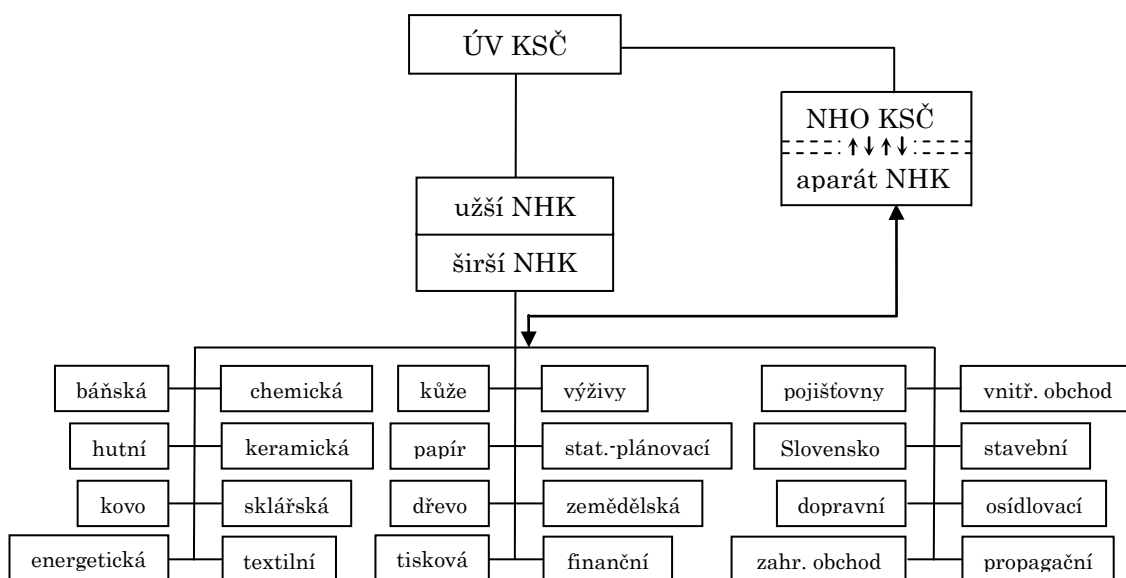 ÚV KSČ
NHO KSČ
aparát NHK
užší NHK
širší NHK
báňská
chemická
kůže
výživy
pojišťovny
vnitř. obchod
hutní
keramická
papír
stat.-plánovací
Slovensko
stavební
kovo
sklářská
dřevo
zemědělská
dopravní
osídlovací
energetická
textilní
tisková
finanční
zahr. obchod
propagační